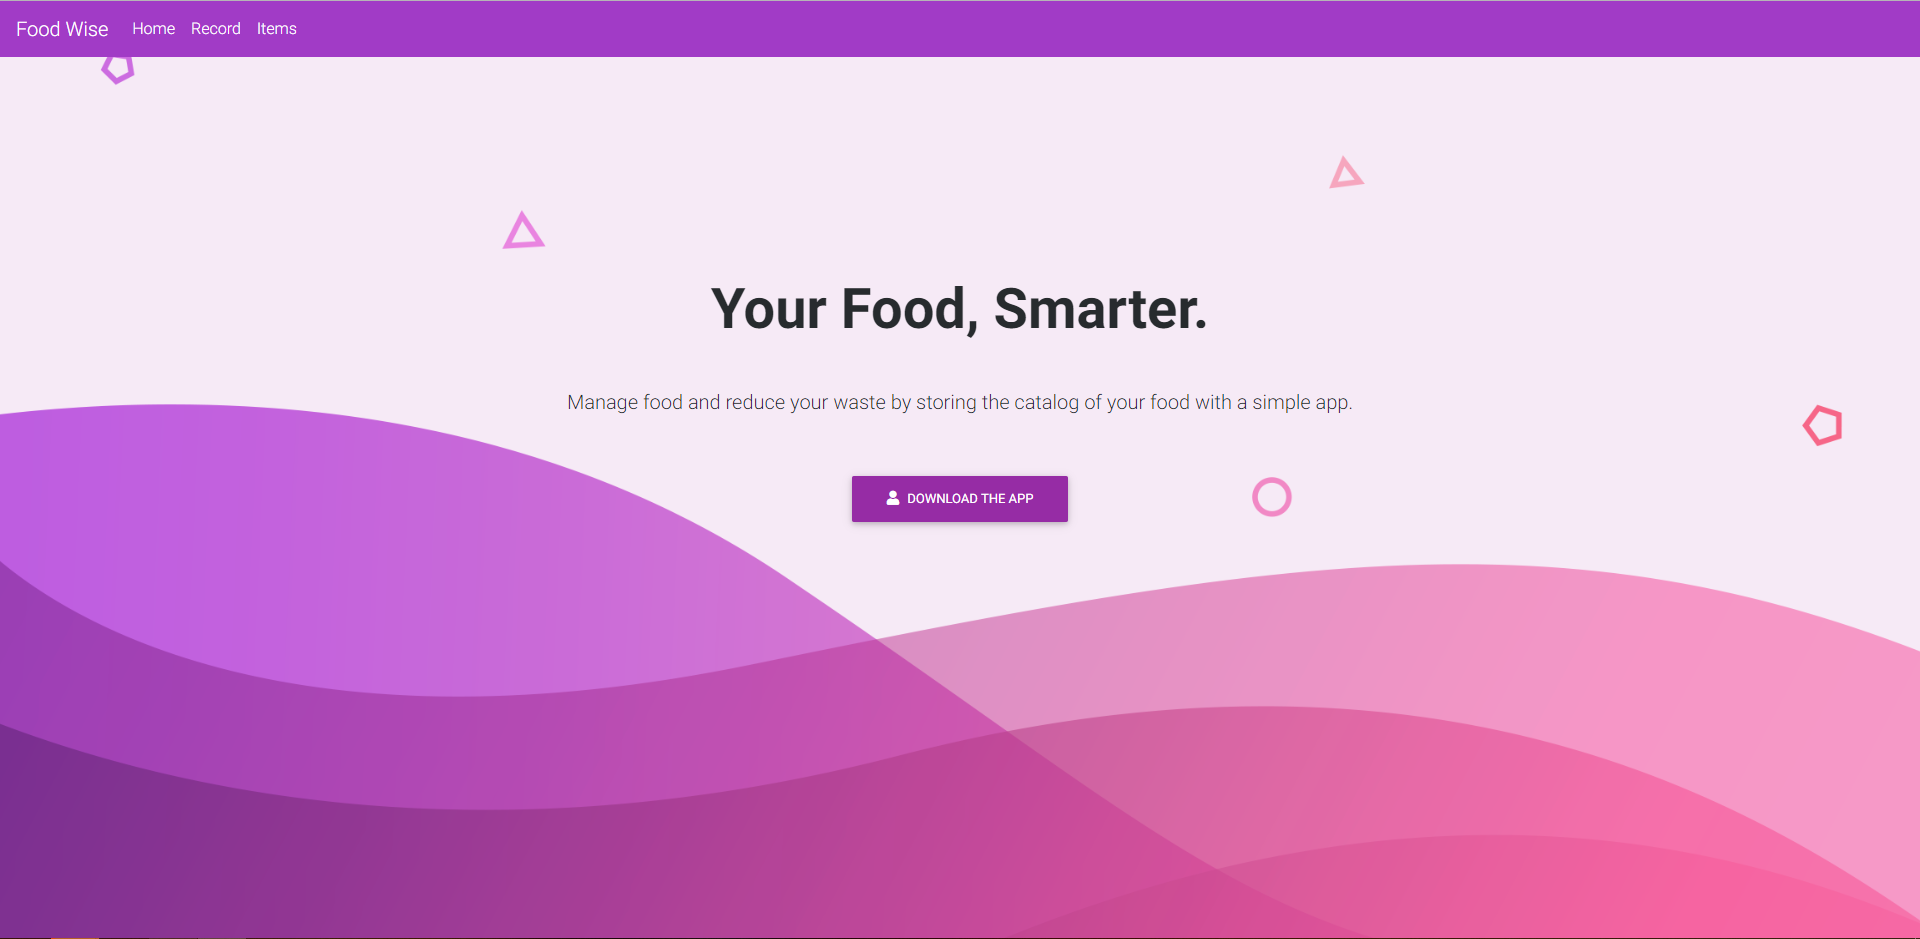 Food Wise Home Record Items
Your Food, Smarter.
Manage food and reduce your waste by storing the catalog of your food with a simple app.
DOWNLOAD THE APP